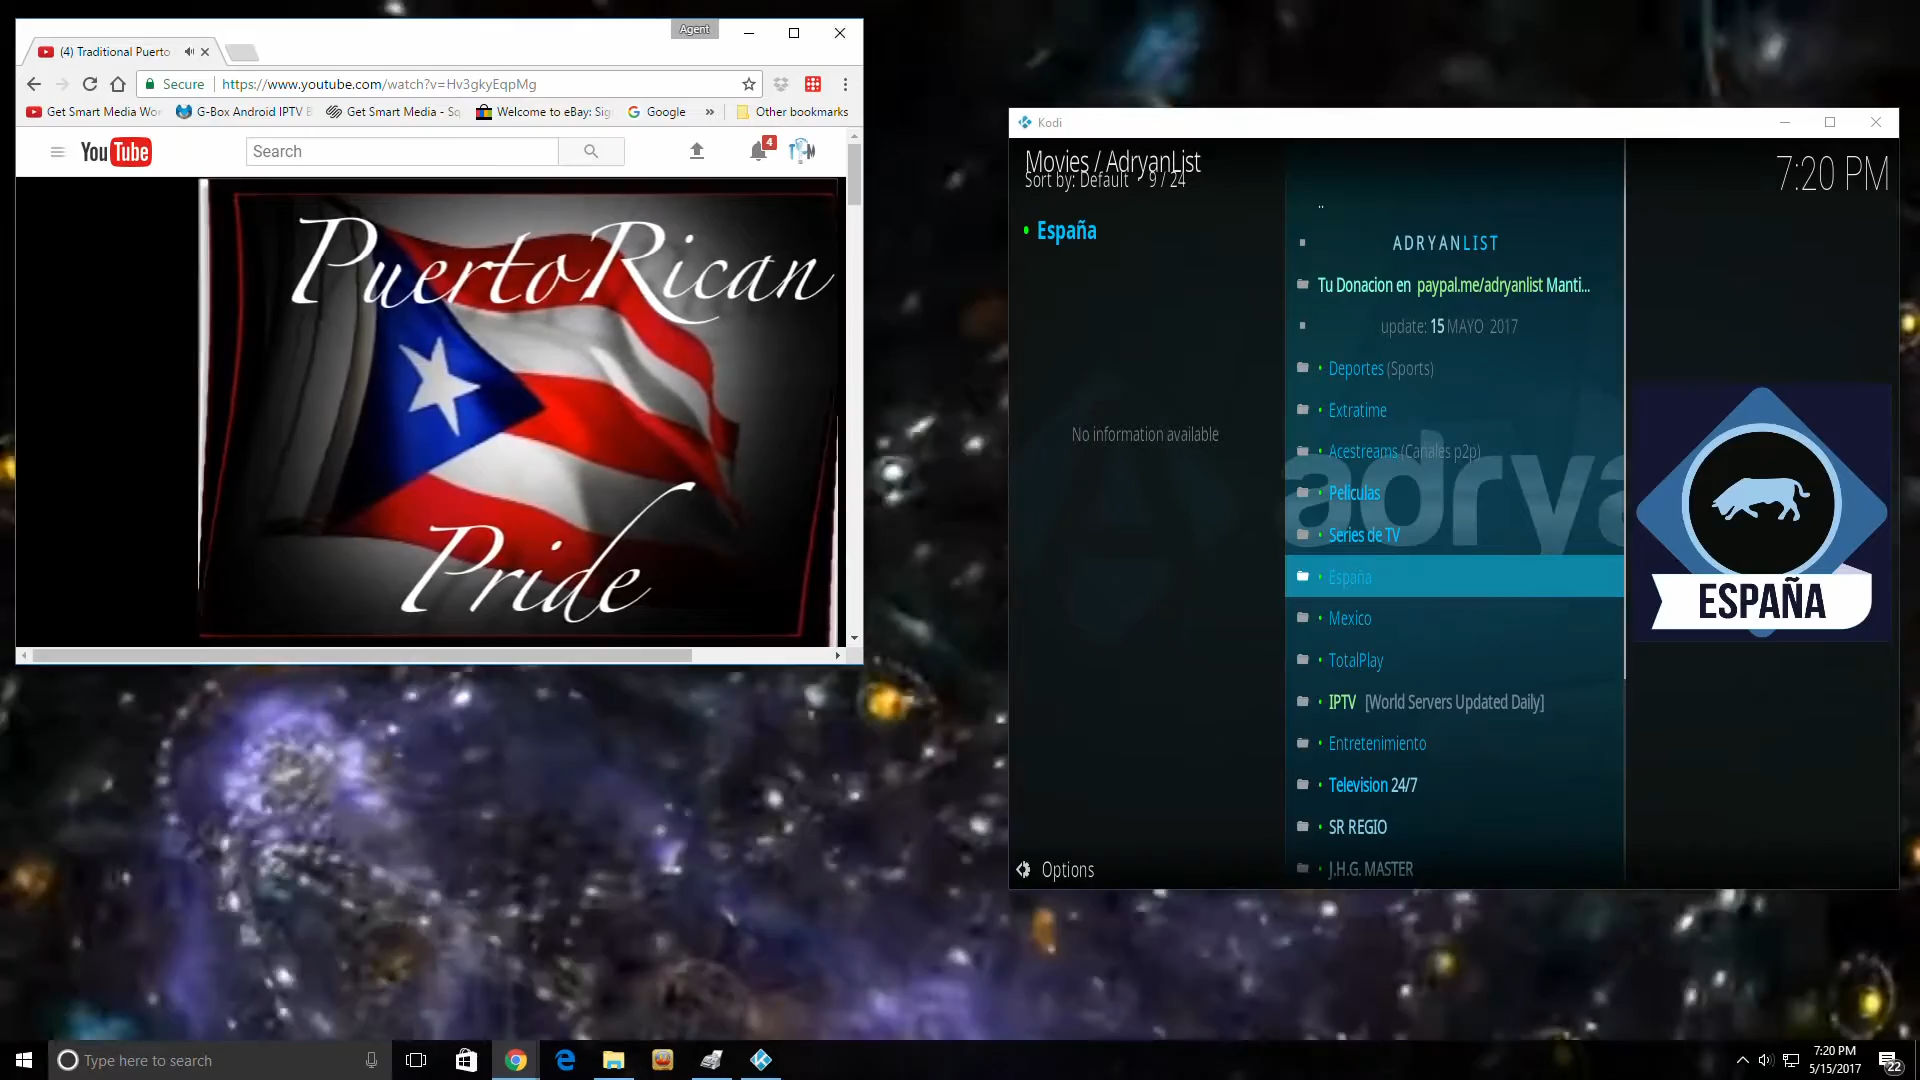 Agent
(4) Traditional Puerto
Secure
https://www.youtube.com/watch?v=Hv3gkyEqpMg
Get Smart Media Wo
G-Box Android IPTV B
Get Smart Media - Sq
Welcome to eBay: Sig
Google
»
Other bookmarks
YouTube
Search
4
Puerto Rican
Pride
Kodi
Movies / AdryanList
Sort by: Default • 9 / 24
7:20 PM
• España
No information available
Options
..
ADRYANLIST
Tu Donacion en paypal.me/adryanlist Manti...
update: 15 MAYO 2017
• Deportes (Sports)
• Extratime
• Acestreams (Canales p2p)
• Peliculas
• Series de TV
• España
• Mexico
• TotalPlay
• IPTV [World Servers Updated Daily]
• Entretenimiento
• Television 24/7
• SR REGIO
• J.H.G. MASTER
adrya
ESPAÑA
Type here to search
7:20 PM
5/15/2017
22